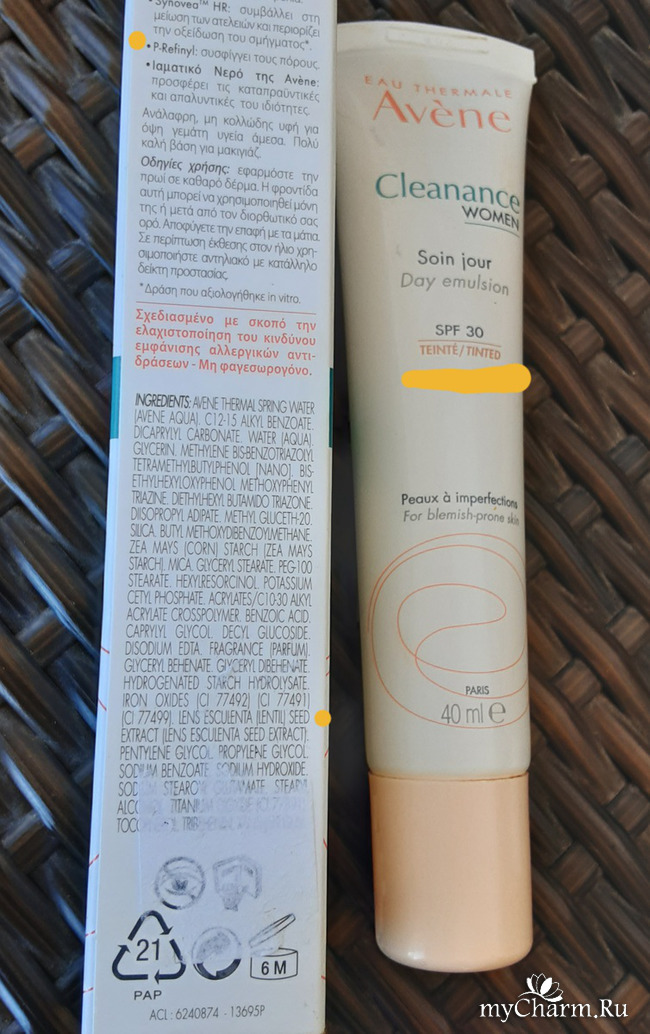 • Synovea™ HR: συμβάλλει στη
μείωση των ατελειών και περιορίζει
την οξείδωση του σμήγματος*.
• P-Refinyl: συσφίγγει τους πόρους.
• Ιαματικό Νερό της Avène:
προσφέρει τις καταπραϋντικές
και απαλυντικές του ιδιότητες.
Ανάλαφρη, μη κολλώδης υφή για
όψη γεμάτη υγεία άμεσα. Πολύ
καλή βάση για μακιγιάζ.
Οδηγίες χρήσης: εφαρμόστε την
πρωί σε καθαρό δέρμα. Η φροντίδα
αυτή μπορεί να χρησιμοποιηθεί μόνη
της ή μετά από τον διορθωτικό σας
ορό. Αποφύγετε την επαφή με τα μάτια.
Σε περίπτωση έκθεσης στον ήλιο χρη-
σιμοποιήστε αντηλιακό με κατάλληλο
δείκτη προστασίας.
*Δράση που αξιολογήθηκε in vitro.
Σχεδιασμένο με σκοπό την
ελαχιστοποίηση του κινδύνου
εμφάνισης αλλεργικών αντι-
δράσεων - Μη φαγεσωρογόνο.
INGREDIENTS: AVENE THERMAL SPRING WATER
(AVENE AQUA). C12-15 ALKYL BENZOATE.
DICAPRYLYL CARBONATE. WATER (AQUA).
GLYCERIN. METHYLENE BIS-BENZOTRIAZOLYL
TETRAMETHYLBUTYLPHENOL [NANO]. BIS-
ETHYLHEXYLOXYPHENOL METHOXYPHENYL
TRIAZINE. DIETHYLHEXYL BUTAMIDO TRIAZONE.
DIISOPROPYL ADIPATE. METHYL GLUCETH-20.
SILICA. BUTYL METHOXYDIBENZOYLMETHANE.
ZEA MAYS (CORN) STARCH (ZEA MAYS
STARCH). MICA. GLYCERYL STEARATE. PEG-100
STEARATE. HEXYLRESORCINOL. POTASSIUM
CETYL PHOSPHATE. ACRYLATES/C10-30 ALKYL
ACRYLATE CROSSPOLYMER. BENZOIC ACID.
CAPRYLYL GLYCOL. DECYL GLUCOSIDE.
DISODIUM EDTA. FRAGRANCE (PARFUM).
GLYCERYL BEHENATE. GLYCERYL DIBEHENATE.
HYDROGENATED STARCH HYDROLYSATE.
IRON OXIDES (CI 77492) (CI 77491)
(CI 77499). LENS ESCULENTA (LENTIL) SEED
EXTRACT (LENS ESCULENTA SEED EXTRACT).
PENTYLENE GLYCOL. PROPYLENE GLYCOL.
SODIUM BENZOATE. SODIUM HYDROXIDE.
SODIUM STEAROYL GLUTAMATE. STEARYL
ALCOHOL. TITANIUM
21
PAP
6 M
ACL : 6240874 - 13695P
EAU THERMALE
Avène
Cleanance
WOMEN
Soin jour
Day emulsion
SPF 30
TEINTÉ/TINTED
Peaux à imperfections
For blemish-prone skin
PARIS
40 ml e
myCharm.Ru